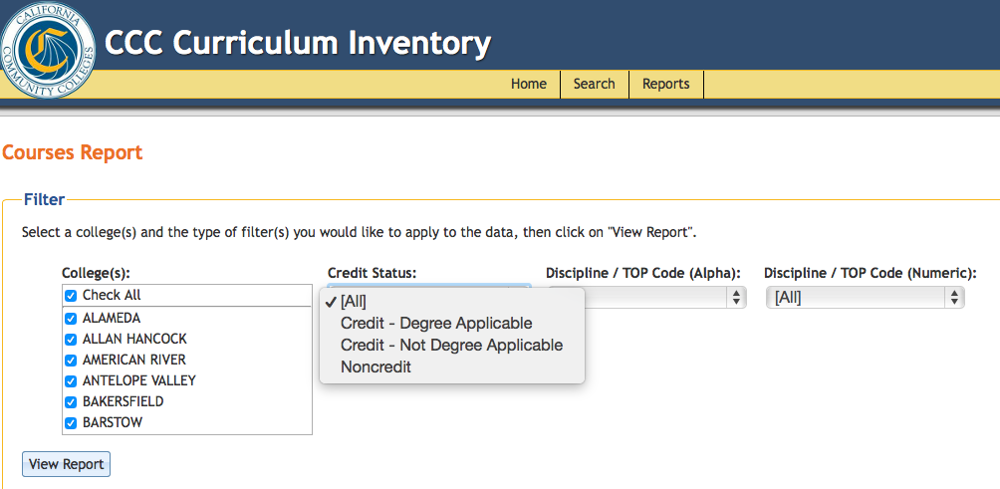 CALIFORNIA
COMMUNITY COLLEGES
C
CCC Curriculum Inventory
Home Search Reports
Courses Report
Filter
Select a college(s) and the type of filter(s) you would like to apply to the data, then click on "View Report".
College(s): Credit Status: Discipline / TOP Code (Alpha): Discipline / TOP Code (Numeric):
Check All
[All]
[All]
ALAMEDA
Credit - Degree Applicable
ALLAN HANCOCK
Credit - Not Degree Applicable
AMERICAN RIVER
Noncredit
ANTELOPE VALLEY
BAKERSFIELD
BARSTOW
View Report